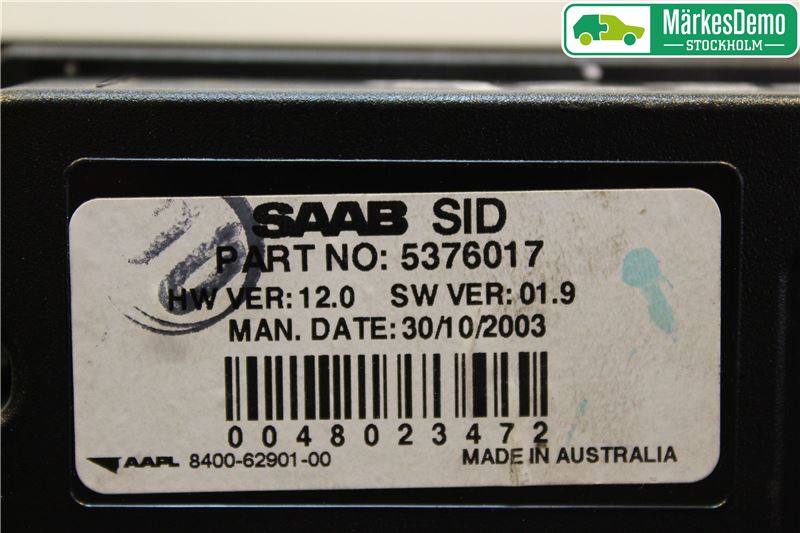 MärkesDemo
STOCKHOLM
SAAB SID
PART NO: 5376017
HW VER: 12.0 SW VER: 01.9
MAN. DATE: 30/10/2003
0048023472
AAPL 8400-62901-00 MADE IN AUSTRALIA